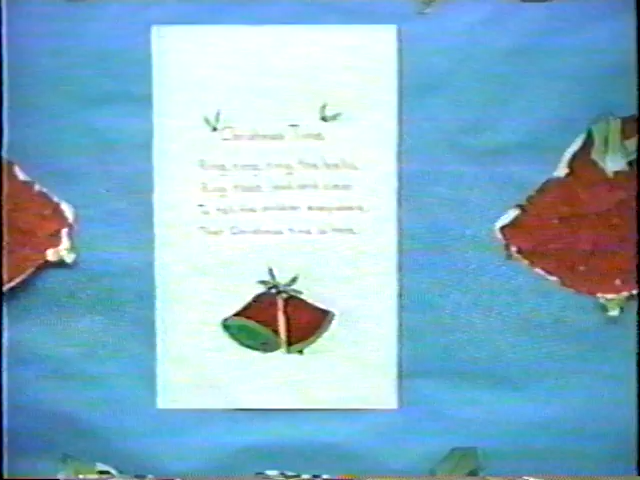 Christmas Time
Ring, ring, ring the bells,
Ring them loud and clear
To tell the children everywhere
That Christmas time is here.